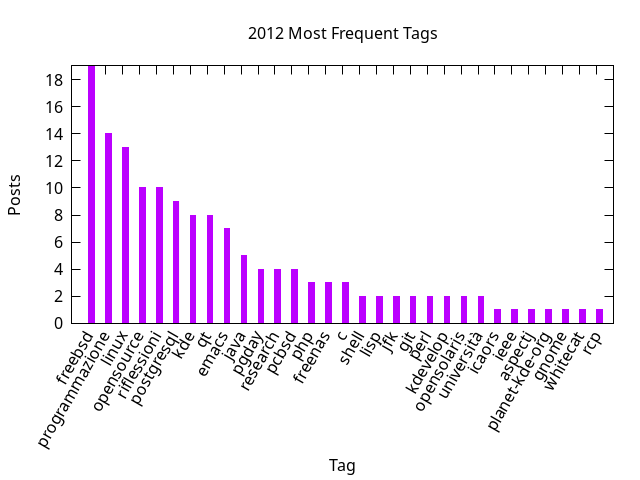 2012 Most Frequent Tags
18
16
14
12
10
8
6
4
2
0
Posts
freebsd
programmazione
linux
opensource
riflessioni
postgresql
kde
qt
emacs
java
pgday
research
pcbsd
php
freenas
c
shell
lisp
jfk
git
perl
kdevelop
opensolaris
università
icaors
ieee
aspectj
planet-kde-org
gnome
whitecat
rcp
Tag